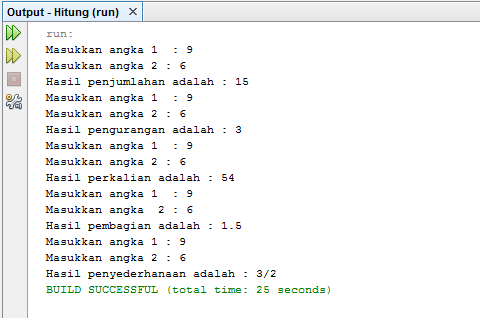 Output - Hitung (run)
run:
Masukkan angka 1  : 9
Masukkan angka 2 : 6
Hasil penjumlahan adalah : 15
Masukkan angka 1  : 9
Masukkan angka 2 : 6
Hasil pengurangan adalah : 3
Masukkan angka 1  : 9
Masukkan angka 2 : 6
Hasil perkalian adalah : 54
Masukkan angka 1  : 9
Masukkan angka  2 : 6
Hasil pembagian adalah : 1.5
Masukkan angka 1 : 9
Masukkan angka 2 : 6
Hasil penyederhanaan adalah : 3/2
BUILD SUCCESSFUL (total time: 25 seconds)